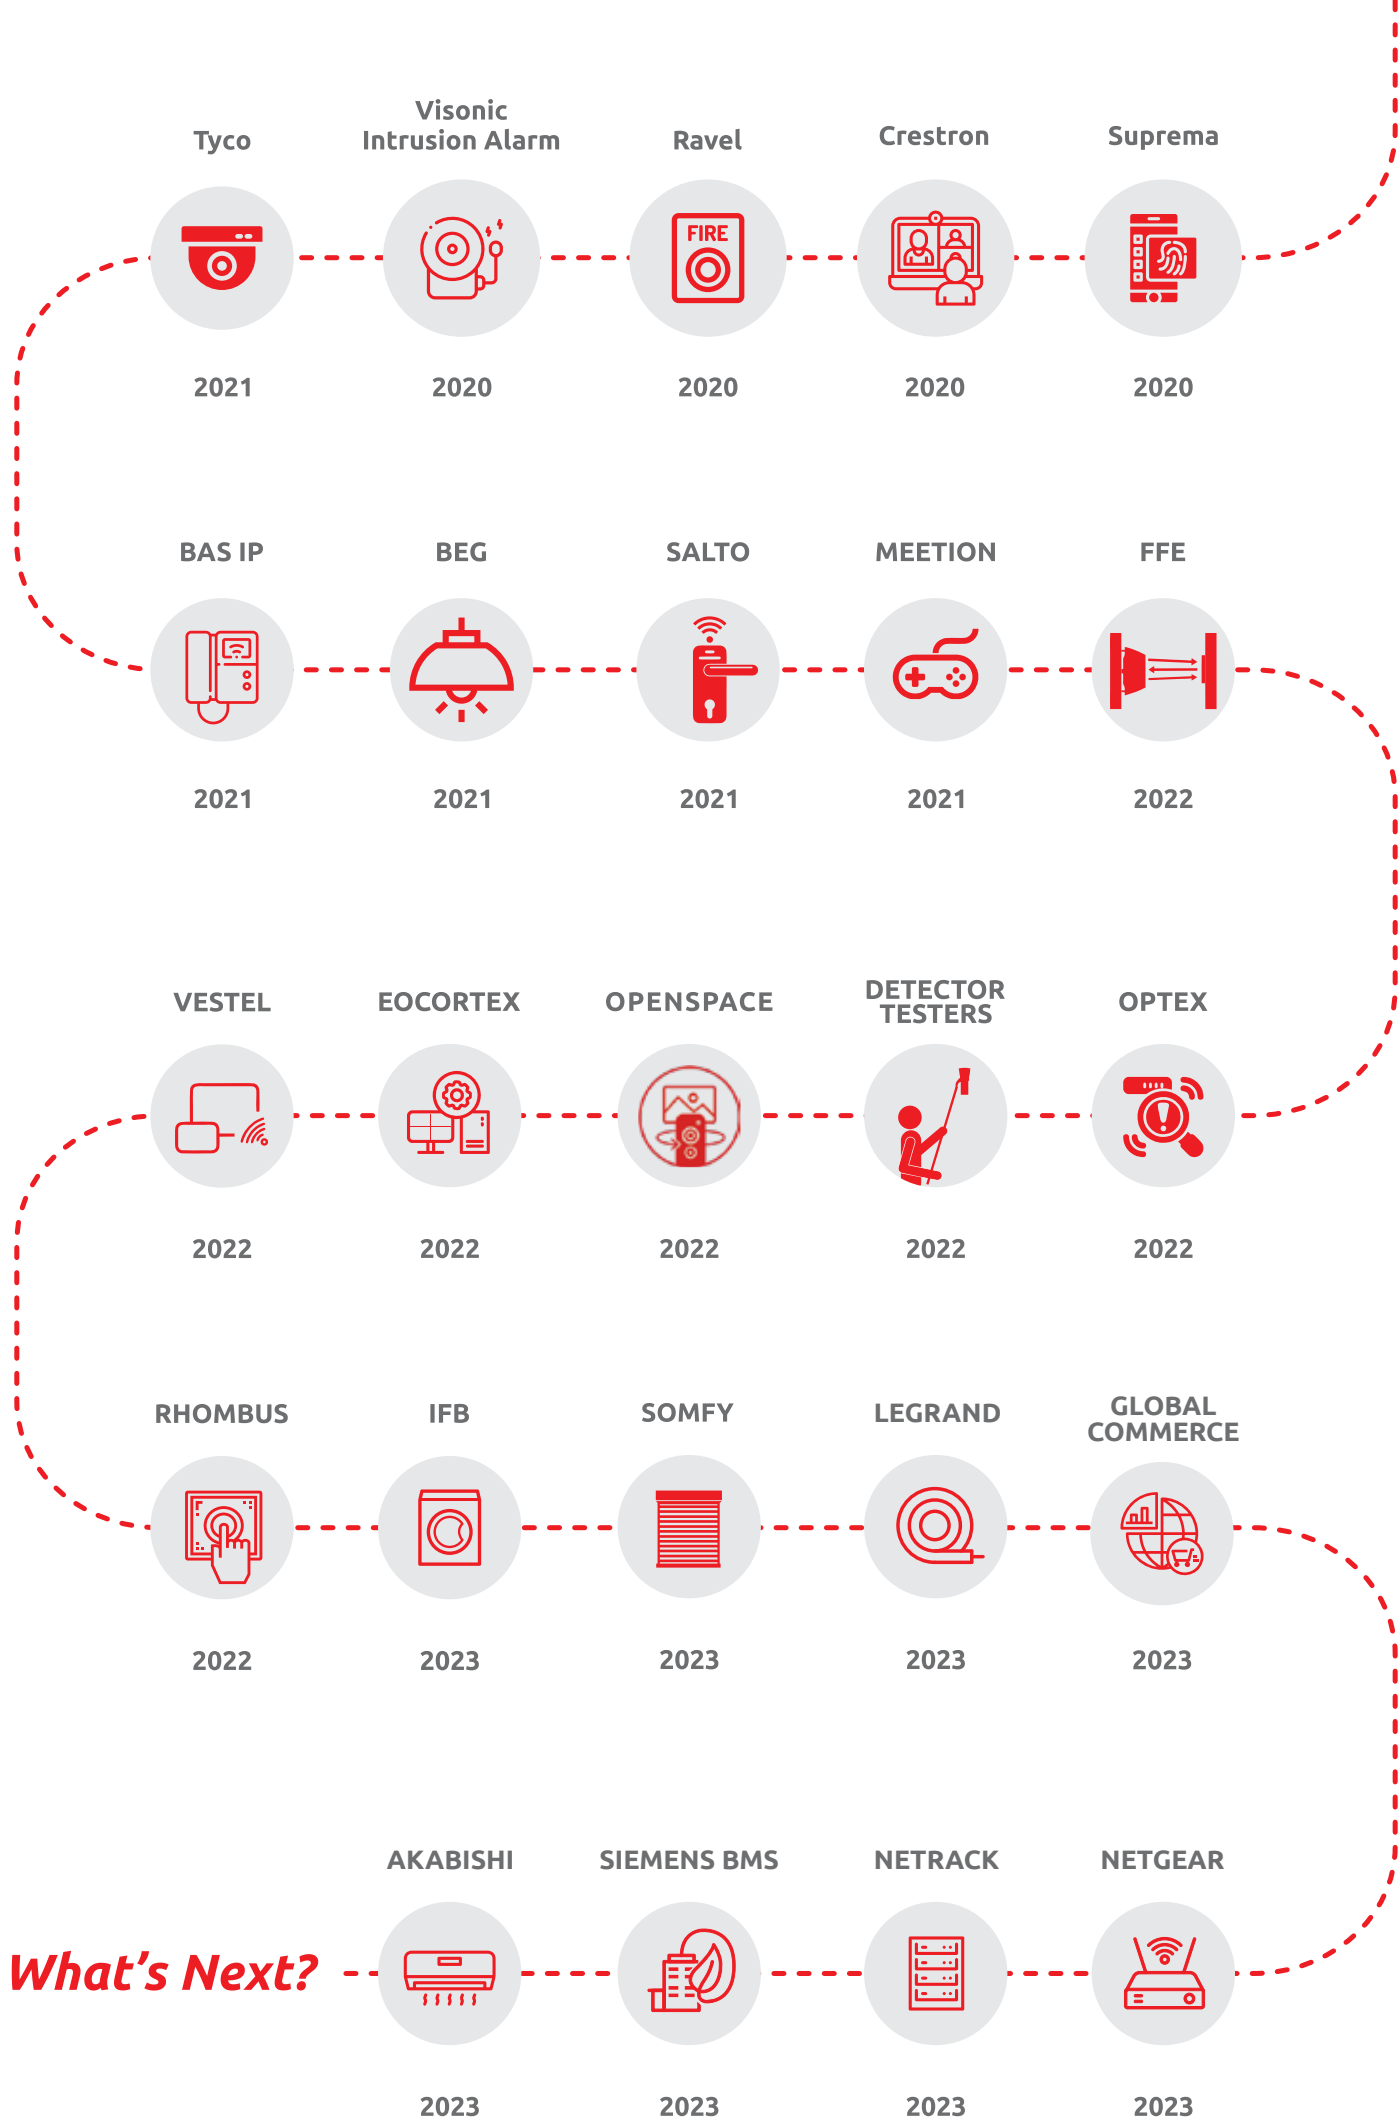 Tyco
Visonic
Intrusion Alarm
Ravel
Crestron
Suprema
FIRE
2021
2020
2020
2020
2020
BAS IP
BEG
SALTO
MEETION
FFE
2021
2021
2021
2021
2022
VESTEL
EOCORTEX
OPENSPACE
DETECTOR
TESTERS
OPTEX
2022
2022
2022
2022
2022
RHOMBUS
IFB
SOMFY
LEGRAND
GLOBAL
COMMERCE
2022
2023
2023
2023
2023
AKABISHI
SIEMENS BMS
NETRACK
NETGEAR
What's Next?
2023
2023
2023
2023